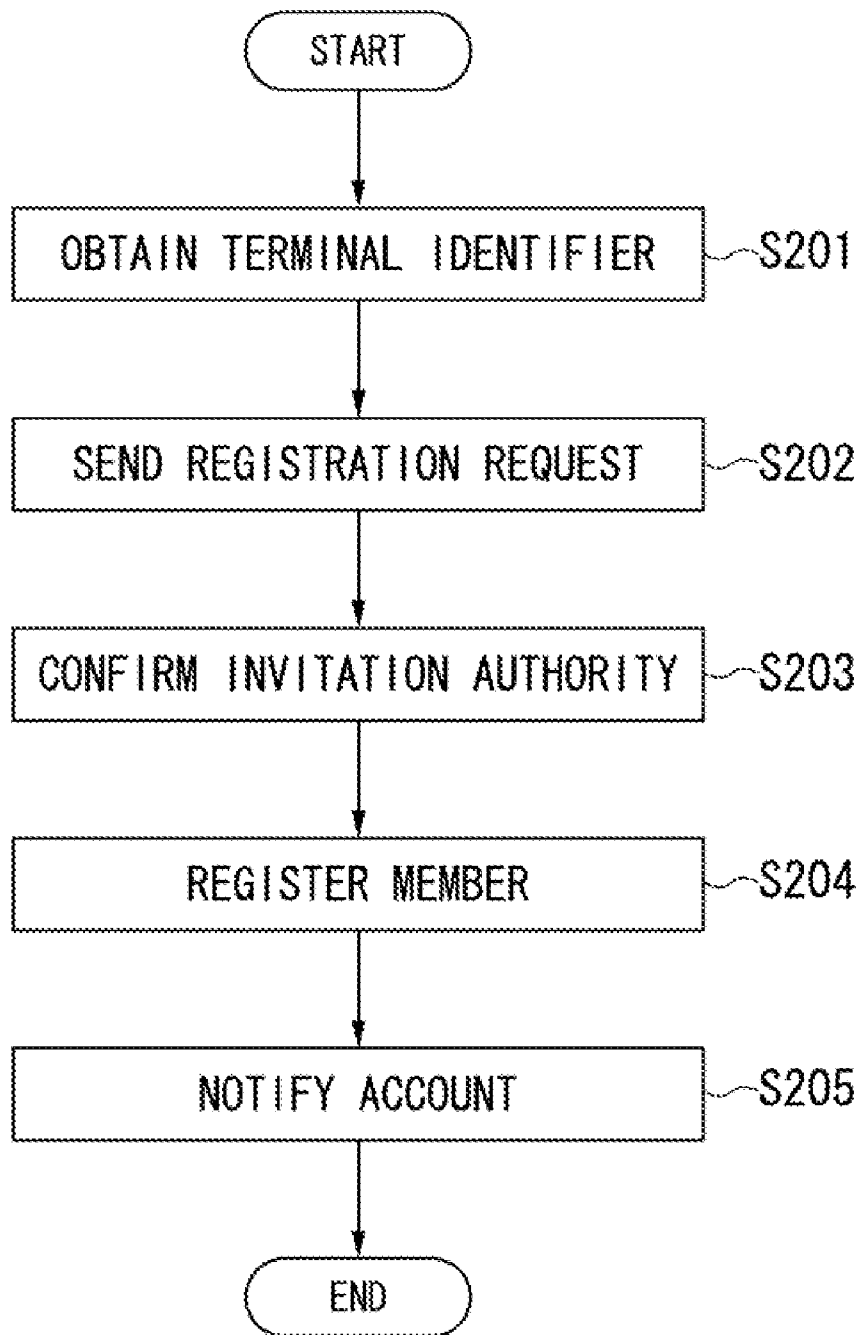 START
OBTAIN TERMINAL IDENTIFIER S201
SEND REGISTRATION REQUEST S202
CONFIRM INVITATION AUTHORITY S203
REGISTER MEMBER S204
NOTIFY ACCOUNT S205
END